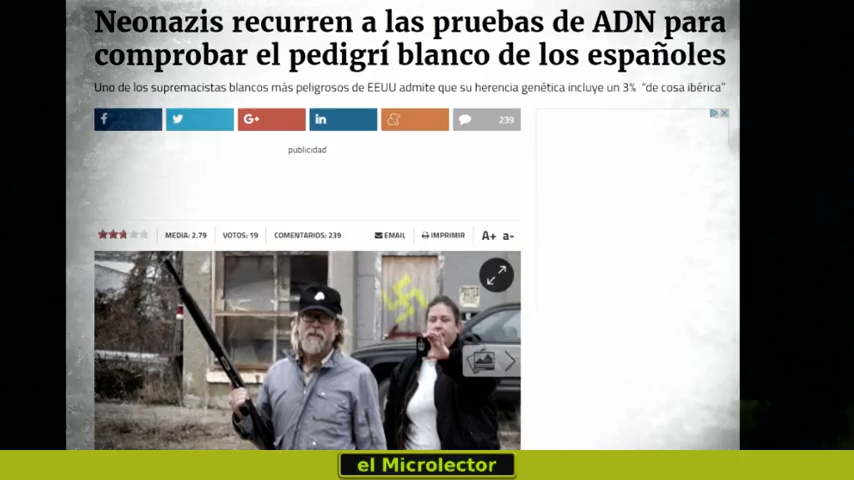 Neonazis recurren a las pruebas de ADN para
comprobar el pedigrí blanco de los españoles
Uno de los supremacistas blancos más peligrosos de EEUU admite que su herencia genética incluye un 3% “de cosa ibérica”
f G+ in 239
publicidad
MEDIA: 2.79 VOTOS: 19 COMENTARIOS: 239 EMAIL IMPRIMIR A+ a-
el Microlector